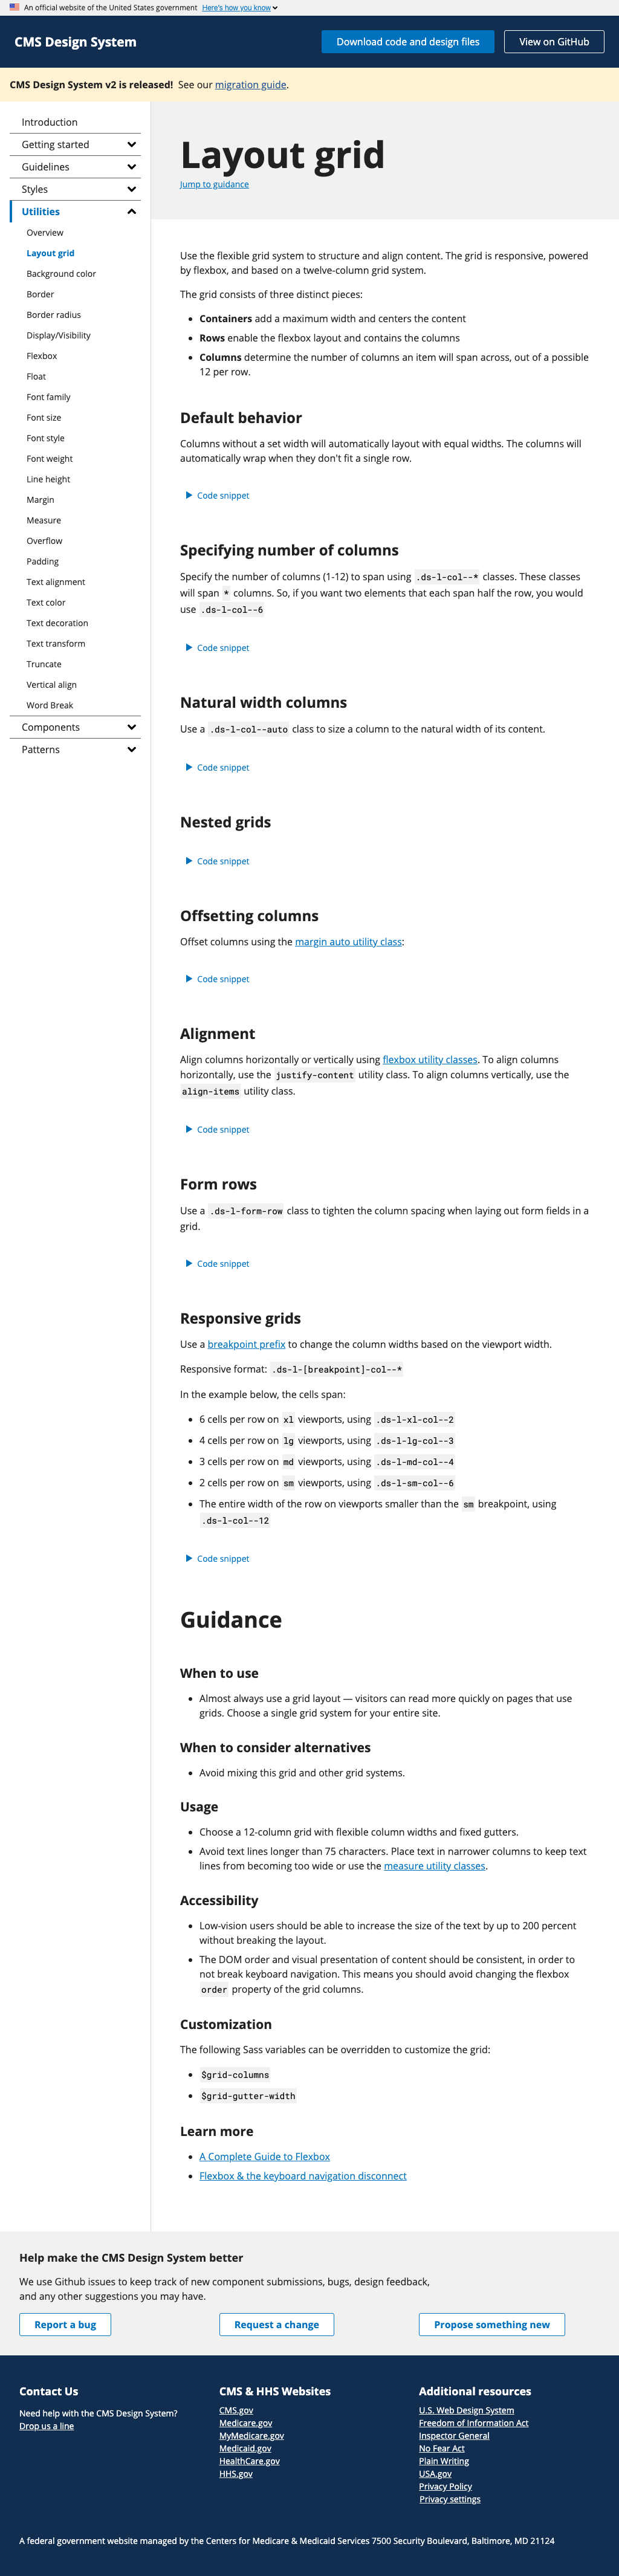 An official website of the United States government Here's how you know
CMS Design System
Download code and design files
View on GitHub
CMS Design System v2 is released! See our migration guide.
Introduction
Getting started
Guidelines
Styles
Utilities
Overview
Layout grid
Background color
Border
Border radius
Display/Visibility
Flexbox
Float
Font family
Font size
Font style
Font weight
Line height
Margin
Measure
Overflow
Padding
Text alignment
Text color
Text decoration
Text transform
Truncate
Vertical align
Word Break
Components
Patterns
Layout grid
Jump to guidance
Use the flexible grid system to structure and align content. The grid is responsive, powered
by flexbox, and based on a twelve-column grid system.
The grid consists of three distinct pieces:
• Containers add a maximum width and centers the content
• Rows enable the flexbox layout and contains the columns
• Columns determine the number of columns an item will span across, out of a possible
12 per row.
Default behavior
Columns without a set width will automatically layout with equal widths. The columns will
automatically wrap when they don't fit a single row.
Code snippet
Specifying number of columns
Specify the number of columns (1-12) to span using .ds-l-col--* classes. These classes
will span * columns. So, if you want two elements that each span half the row, you would
use .ds-l-col--6
Code snippet
Natural width columns
Use a .ds-l-col--auto class to size a column to the natural width of its content.
Code snippet
Nested grids
Code snippet
Offsetting columns
Offset columns using the margin auto utility class:
Code snippet
Alignment
Align columns horizontally or vertically using flexbox utility classes. To align columns
horizontally, use the justify-content utility class. To align columns vertically, use the
align-items utility class.
Code snippet
Form rows
Use a .ds-l-form-row class to tighten the column spacing when laying out form fields in a
grid.
Code snippet
Responsive grids
Use a breakpoint prefix to change the column widths based on the viewport width.
Responsive format: .ds-l-[breakpoint]-col--*
In the example below, the cells span:
• 6 cells per row on xl viewports, using .ds-l-xl-col--2
• 4 cells per row on lg viewports, using .ds-l-lg-col--3
• 3 cells per row on md viewports, using .ds-l-md-col--4
• 2 cells per row on sm viewports, using .ds-l-sm-col--6
• The entire width of the row on viewports smaller than the sm breakpoint, using
.ds-l-col--12
Code snippet
Guidance
When to use
• Almost always use a grid layout — visitors can read more quickly on pages that use
grids. Choose a single grid system for your entire site.
When to consider alternatives
• Avoid mixing this grid and other grid systems.
Usage
• Choose a 12-column grid with flexible column widths and fixed gutters.
• Avoid text lines longer than 75 characters. Place text in narrower columns to keep text
lines from becoming too wide or use the measure utility classes.
Accessibility
• Low-vision users should be able to increase the size of the text by up to 200 percent
without breaking the layout.
• The DOM order and visual presentation of content should be consistent, in order to
not break keyboard navigation. This means you should avoid changing the flexbox
order property of the grid columns.
Customization
The following Sass variables can be overridden to customize the grid:
• $grid-columns
• $grid-gutter-width
Learn more
• A Complete Guide to Flexbox
• Flexbox & the keyboard navigation disconnect
Help make the CMS Design System better
We use Github issues to keep track of new component submissions, bugs, design feedback,
and any other suggestions you may have.
Report a bug
Request a change
Propose something new
Contact Us
Need help with the CMS Design System?
Drop us a line
CMS & HHS Websites
CMS.gov
Medicare.gov
MyMedicare.gov
Medicaid.gov
HealthCare.gov
HHS.gov
Additional resources
U.S. Web Design System
Freedom of Information Act
Inspector General
No Fear Act
Plain Writing
USA.gov
Privacy Policy
Privacy settings
A federal government website managed by the Centers for Medicare & Medicaid Services 7500 Security Boulevard, Baltimore, MD 21124